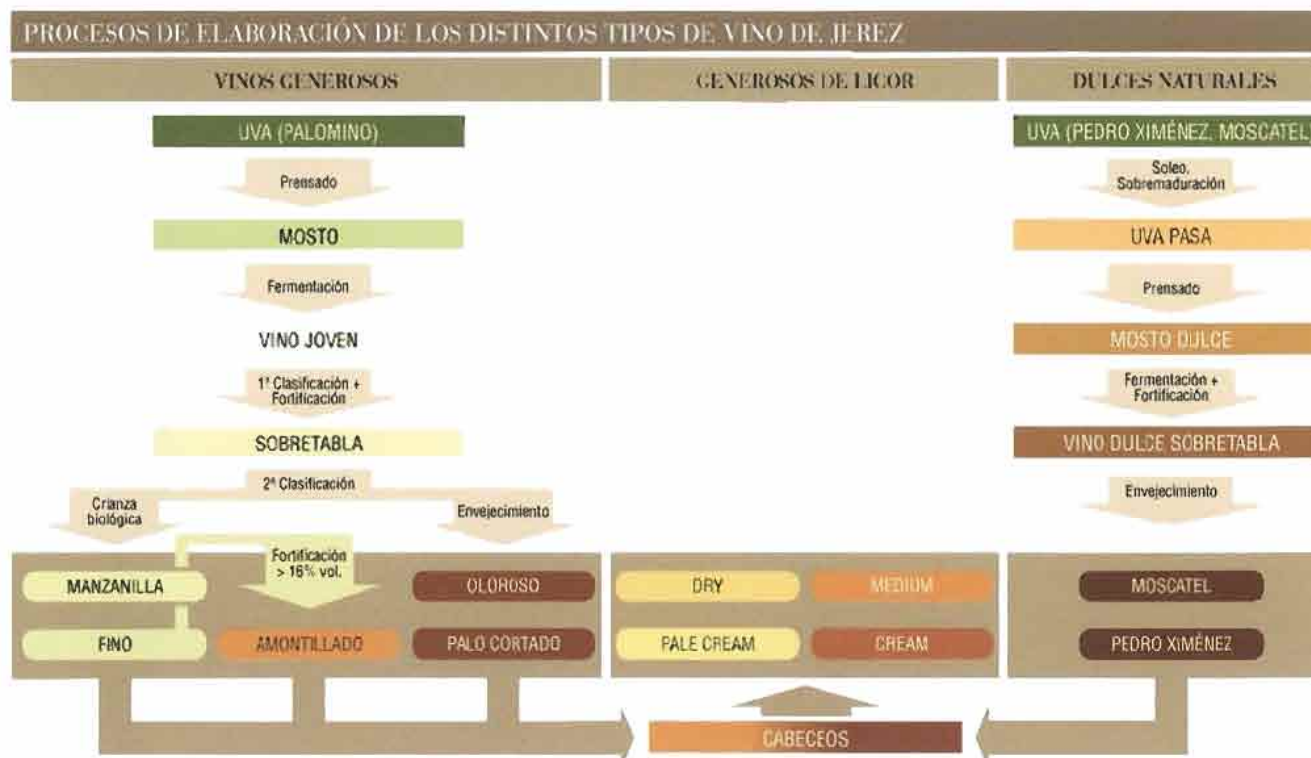 PROCESOS DE ELABORACIÓN DE LOS DISTINTOS TIPOS DE VINO DE JEREZ
VINOS GENEROSOS
UVA (PALOMINO)
Prensado
MOSTO
Fermentación
VINO JOVEN
1ª Clasificación +
Fortificación
SOBRETABLA
2ª Clasificación
Crianza
biológica
Envejecimiento
Fortificación
> 16% vol.
MANZANILLA
OLOROSO
FINO
AMONTILLADO
PALO CORTADO
GENEROSOS DE LICOR
DRY
MEDIUM
PALE CREAM
CREAM
CABECEOS
DULCES NATURALES
UVA (PEDRO XIMÉNEZ, MOSCATEL)
Soleo,
Sobremaduración
UVA PASA
Prensado
MOSTO DULCE
Fermentación +
Fortificación
VINO DULCE SOBRETABLA
Envejecimiento
MOSCATEL
PEDRO XIMÉNEZ